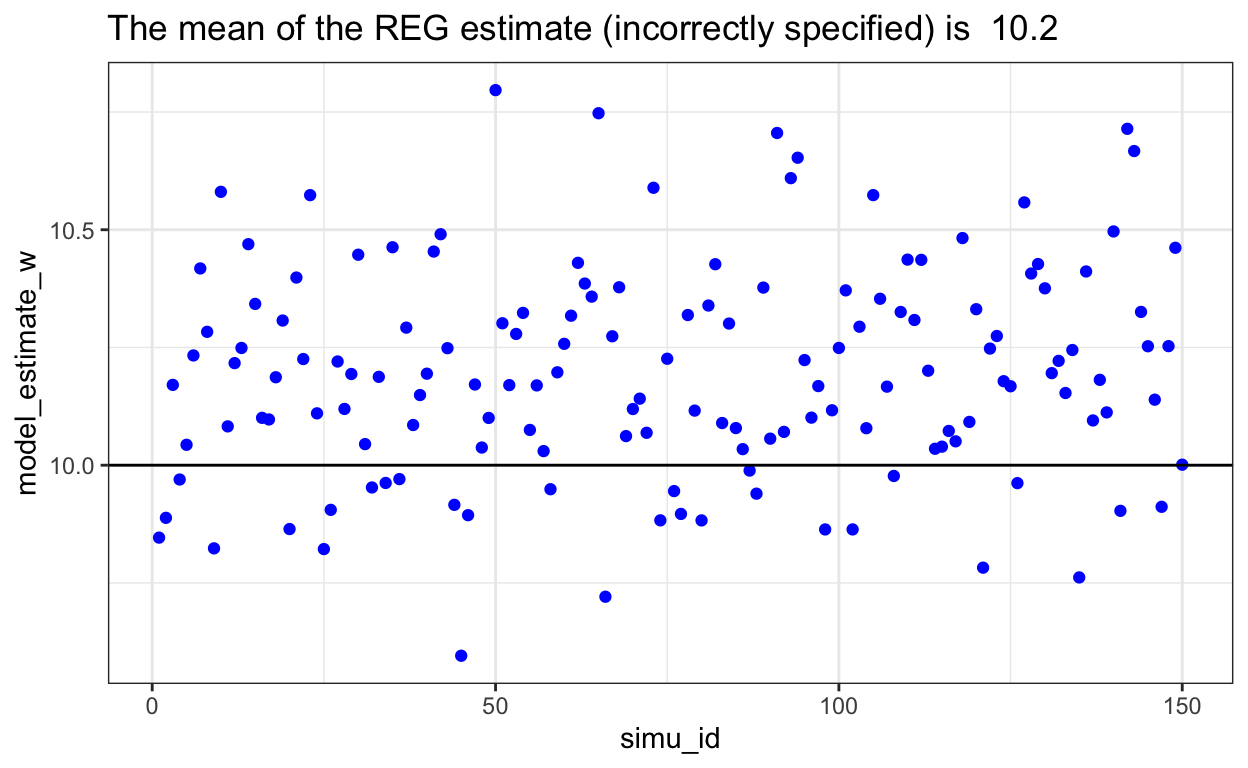 The mean of the REG estimate (incorrectly specified) is  10.2
model_estimate_w
10.5
10.0
0
50
100
150
simu_id